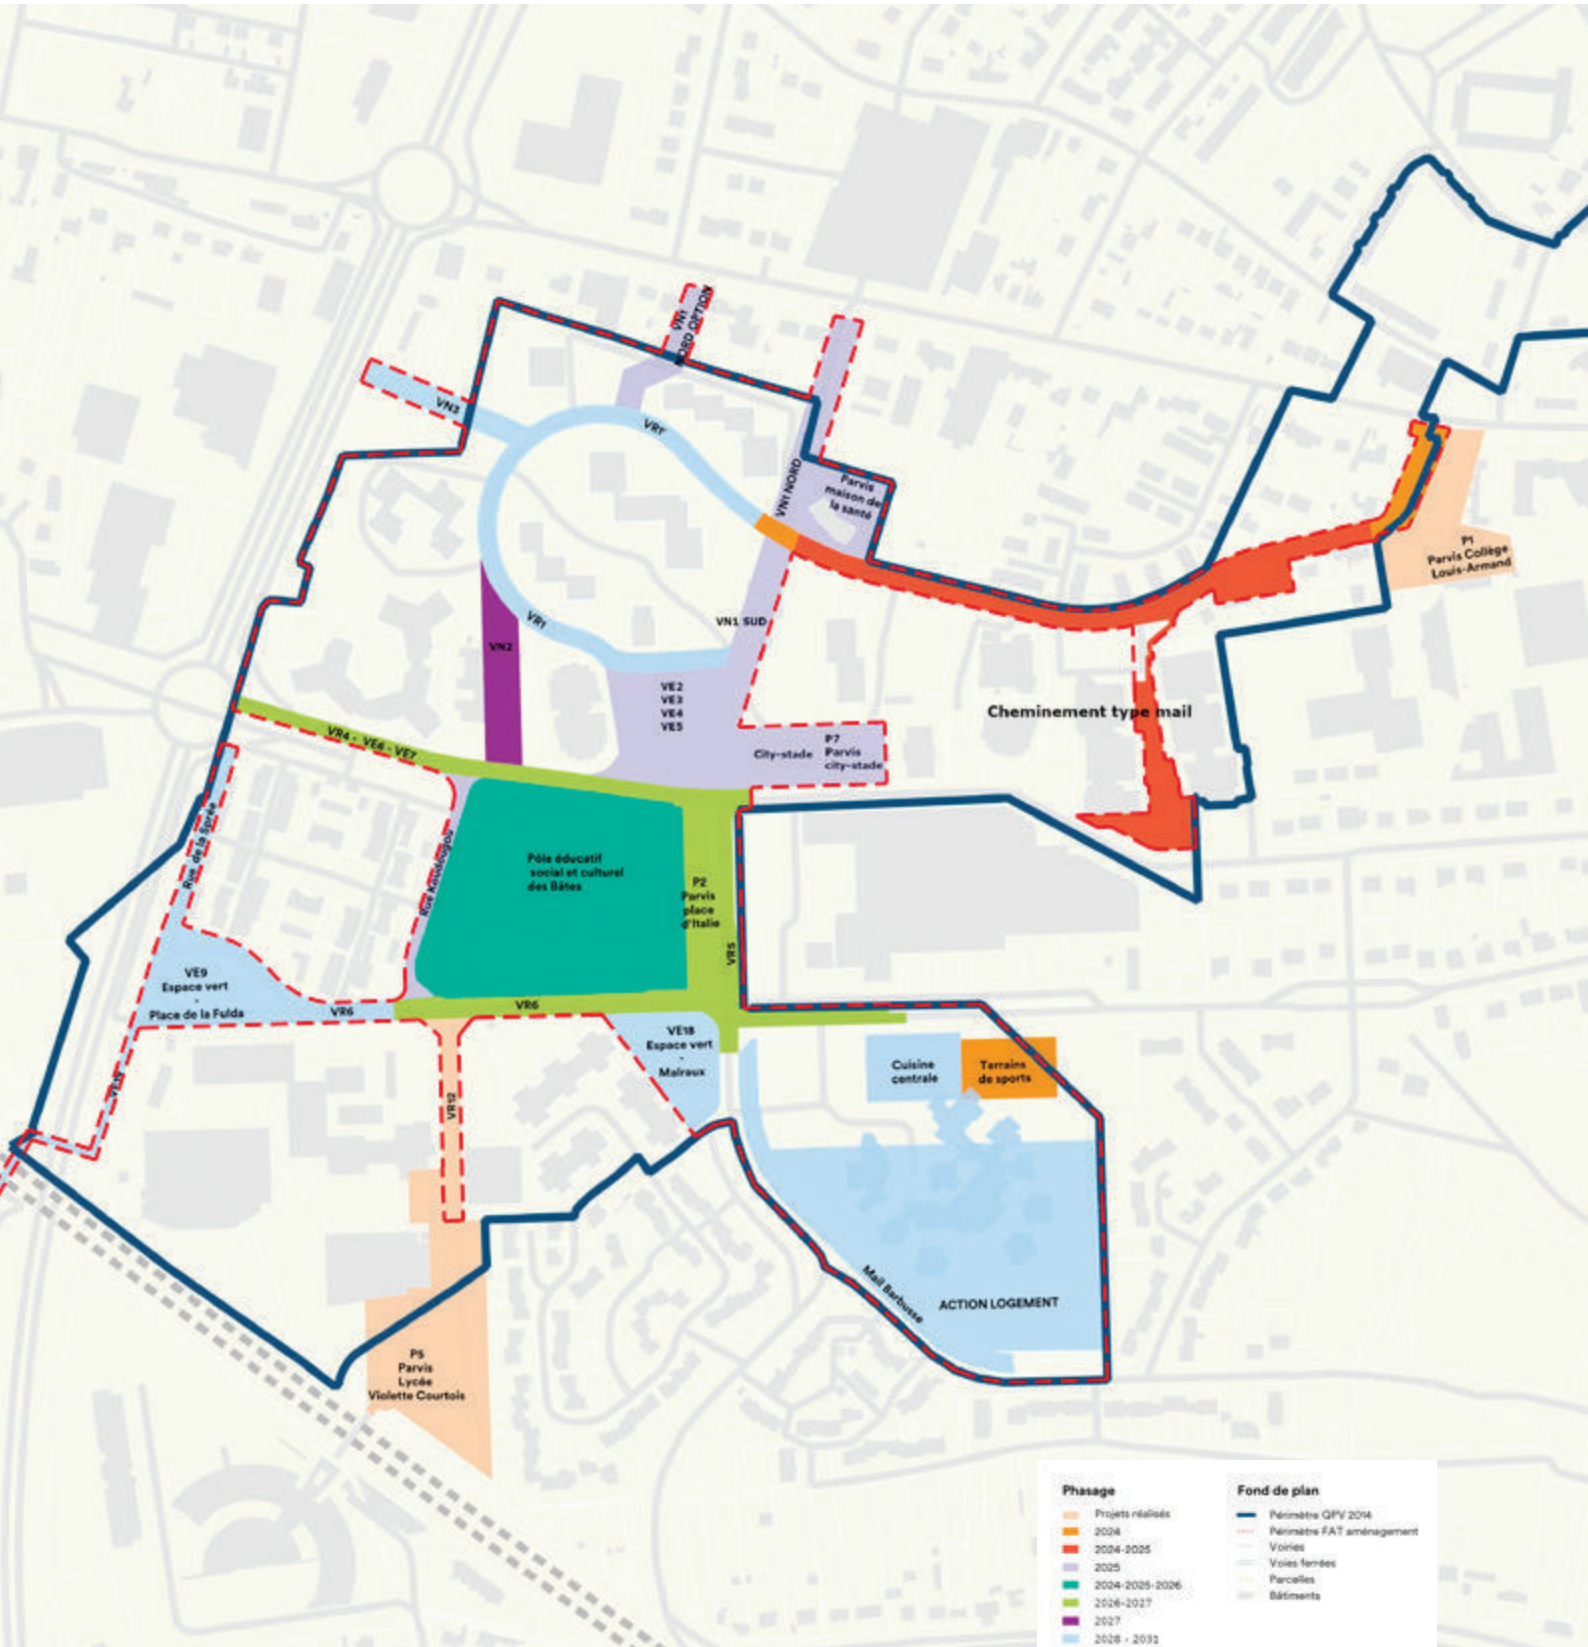 VN1
NORD OPTION
VN3
VR1'
VN1 NORD
Parvis
maison de
la santé
P1
Parvis Collège
Louis-Armand
VR1
VN1 SUD
VN2
VE2
VE3
VE4
VE5
Cheminement type mail
VR4 - VE6 - VE7
City-stade
P7
Parvis
city-stade
Rue de la Sprée
Rue Koudougou
Pôle éducatif
social et culturel
des Bâtes
P2
Parvis
place
d'Italie
VR5
VE9
Espace vert
-
Place de la Fulda
VR6
VR6
VE18
Espace vert
-
Malraux
Cuisine
centrale
Terrains
de sports
VR12
Mail Barbusse
ACTION LOGEMENT
P5
Parvis
Lycée
Violette Courtois
Phasage
Projets réalisés
2024
2024-2025
2025
2024-2025-2026
2026-2027
2027
2028 - 2031
Fond de plan
Périmètre QPV 2014
Périmètre FAT aménagement
Voiries
Voies ferrées
Parcelles
Bâtiments